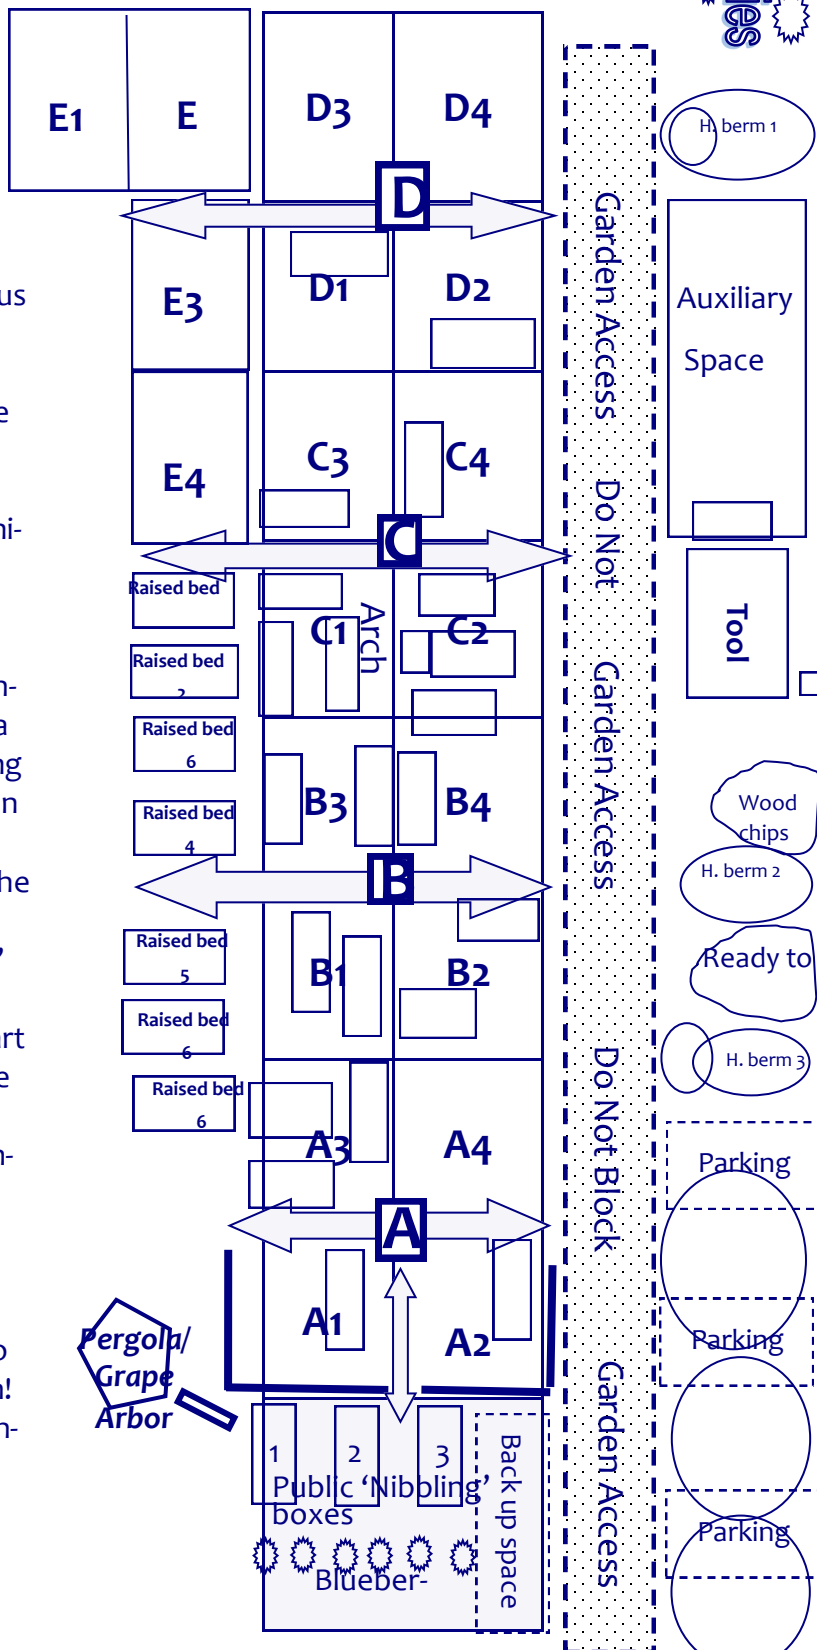 ies
E1
E
D3
D4
H. berm 1
D
us
E3
D1
D2
Auxiliary
Space
Garden Access
e
E4
C3
C4
ni-
C
Do Not
Raised bed
Arch
C1
C2
Tool
Raised bed
2
n-
a
ng
n
Raised bed
6
Garden Access
B3
B4
Wood
chips
Raised bed
4
B
H. berm 2
he
,
Raised bed
5
B1
B2
Ready to
art
e
Raised bed
6
Do Not Block
H. berm 3
Raised bed
6
n-
A3
A4
Parking
A
A1
A2
Pergola/
Grape
Arbor
Parking
o
n!
n-
Garden Access
1
2
3
Public ‘Nibbling’
boxes
Back up space
Parking
Blueber-